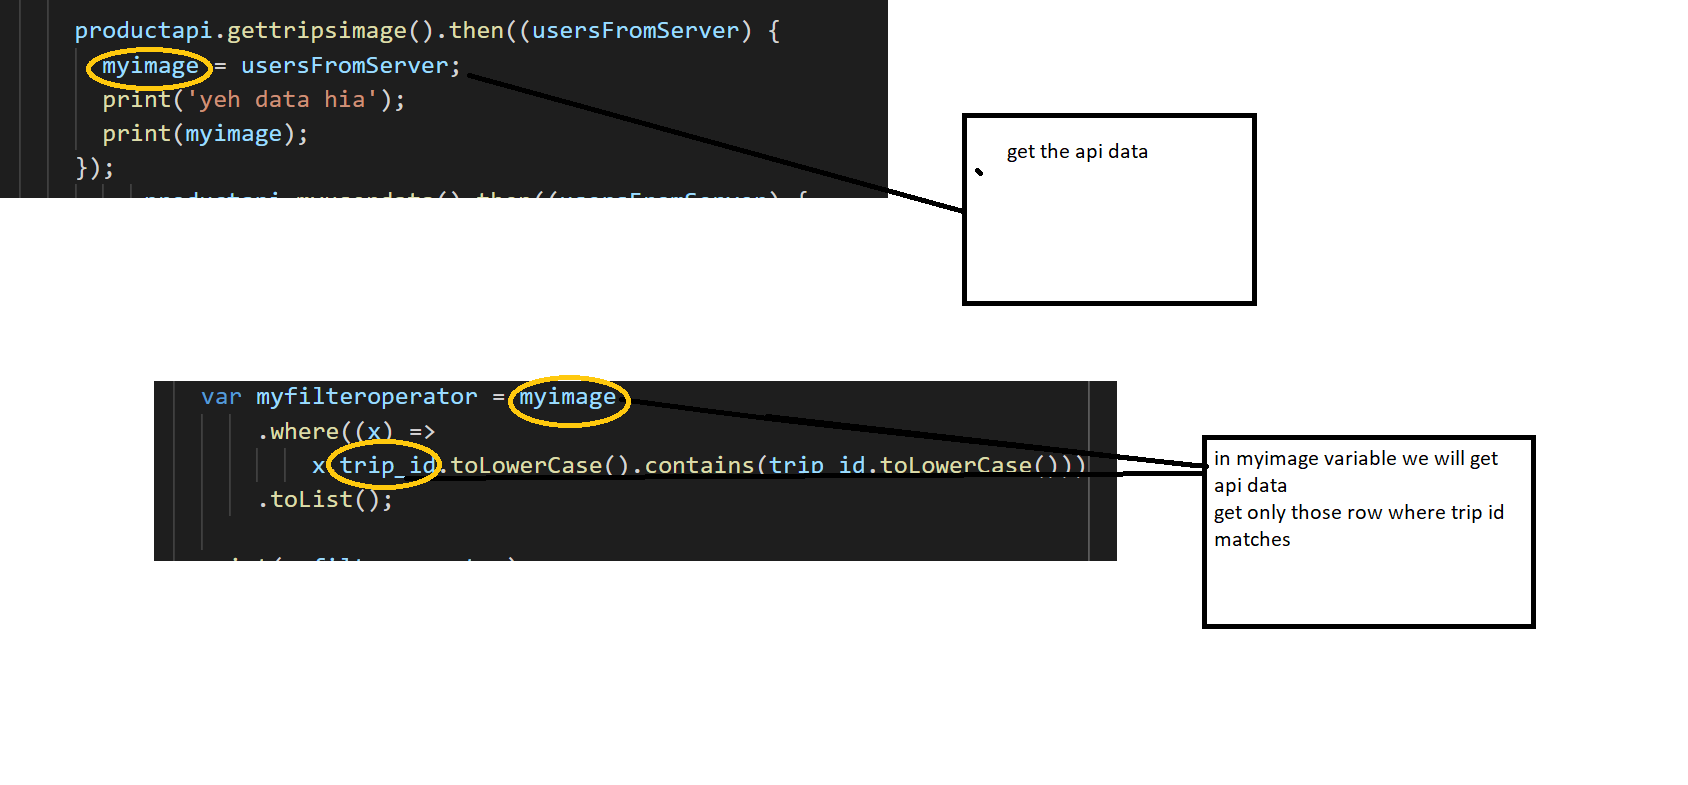 productapi.gettripsimage().then((usersFromServer) {
myimage = usersFromServer;
print('yeh data hia');
print(myimage);
});
get the api data
var myfilteroperator = myimage
.where((x) =>
x.trip_id.toLowerCase().contains(trip_id.toLowerCase()))
.toList();
in myimage variable we will get
api data
get only those row where trip id
matches